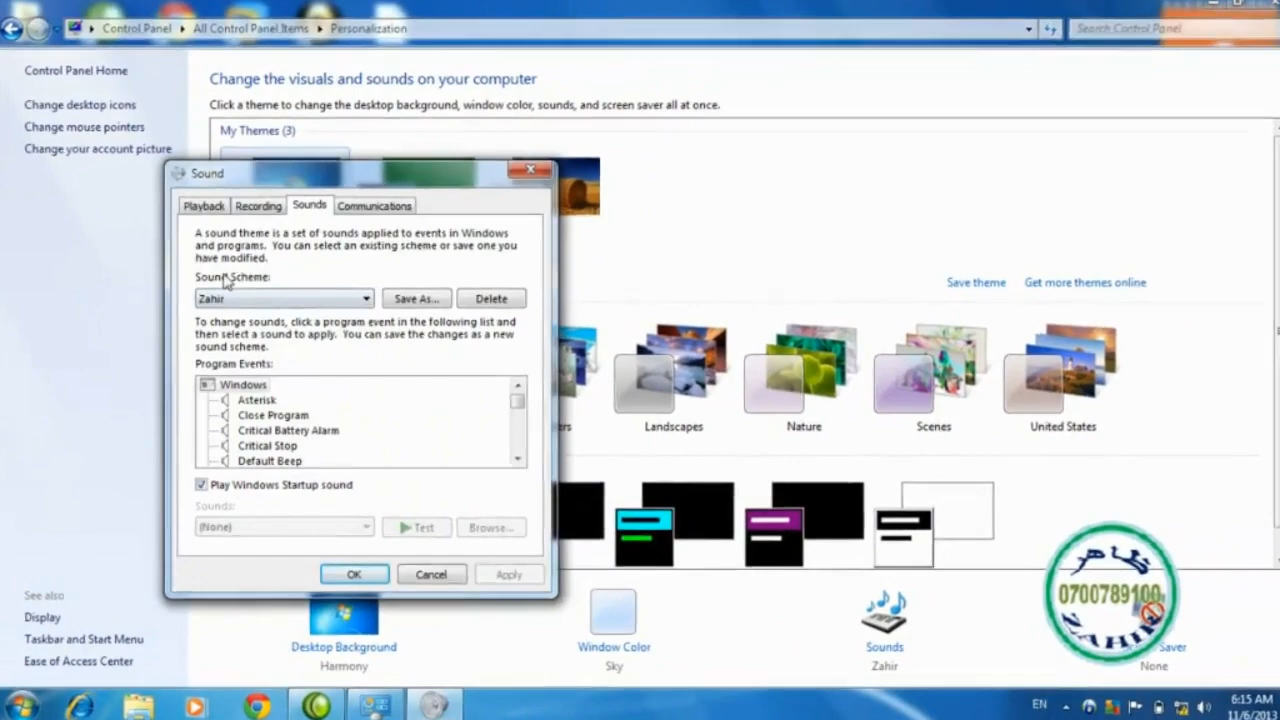 Control Panel
All Control Panel Items
Personalization
Search Control Panel
Control Panel Home
Change desktop icons
Change mouse pointers
Change your account picture
Change the visuals and sounds on your computer
Click a theme to change the desktop background, window color, sounds, and screen saver all at once.
My Themes (3)
Sound
Playback
Recording
Sounds
Communications
A sound theme is a set of sounds applied to events in Windows
and programs. You can select an existing scheme or save one you
have modified.
Sound Scheme:
Zahir
Save As...
Delete
To change sounds, click a program event in the following list and
then select a sound to apply. You can save the changes as a new
sound scheme.
Program Events:
Windows
Asterisk
Close Program
Critical Battery Alarm
Critical Stop
Default Beep
Play Windows Startup sound
Sounds:
(None)
Test
Browse...
OK
Cancel
Apply
Save theme
Get more themes online
Landscapes
Nature
Scenes
United States
See also
Display
Taskbar and Start Menu
Ease of Access Center
Desktop Background
Harmony
Window Color
Sky
Sounds
Zahir
Saver
None
0700789100
ZAHIR
EN
6:15 AM
11/6/2013